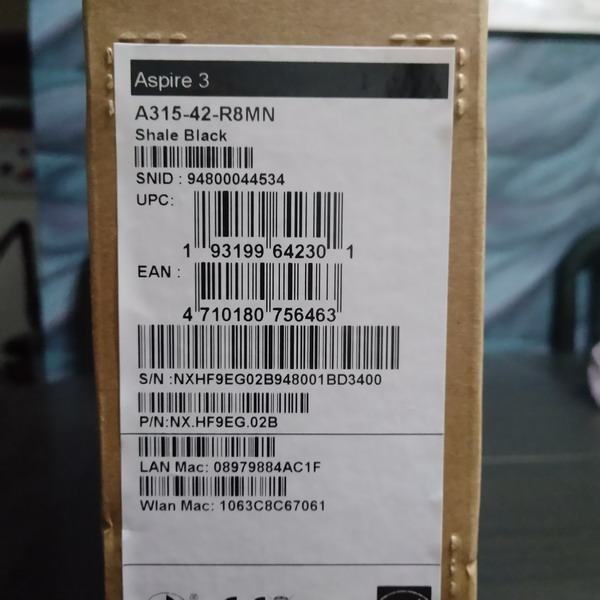 Aspire 3
A315-42-R8MN
Shale Black
SNID : 94800044534
UPC:
1 93199 64230 1
EAN :
4 710180 756463
S/N :NXHF9EG02B948001BD3400
P/N:NX.HF9EG.02B
LAN Mac: 08979884AC1F
Wlan Mac: 1063C8C67061